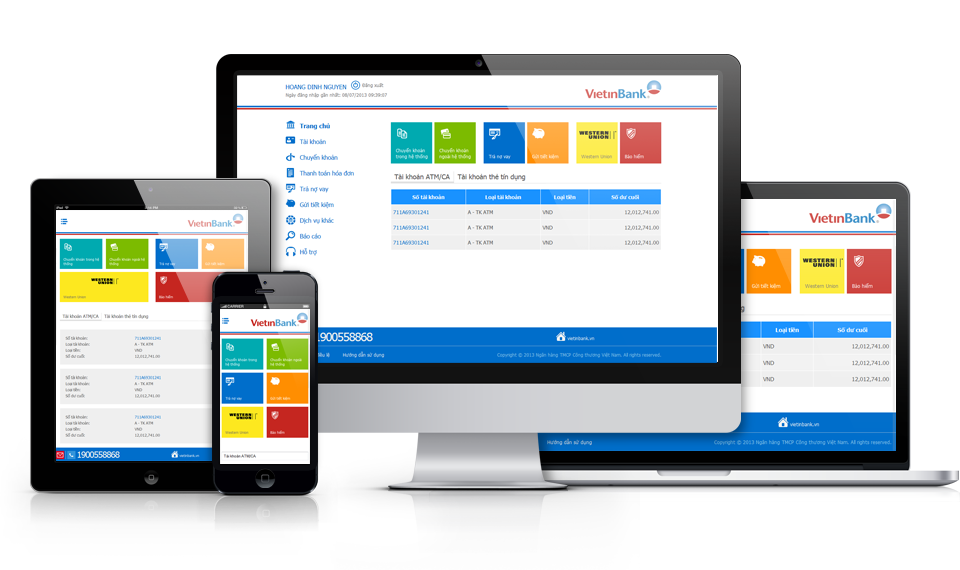 HOANG DINH NGUYEN
Đăng xuất
Ngày đăng nhập gần nhất: 08/07/2013 09:39:07
VietinBank
Trang chủ
Tài khoản
Chuyển khoản
Thanh toán hóa đơn
Trả nợ vay
Gửi tiết kiệm
Dịch vụ khác
Báo cáo
Hỗ trợ
Chuyển khoản trong hệ thống
Chuyển khoản ngoài hệ thống
Trả nợ vay
Gửi tiết kiệm
WESTERN UNION
Western Union
Bảo hiểm
Tài khoản ATM/CA
Tài khoản thẻ tín dụng
Số tài khoản Loại tài khoản Loại tiền Số dư cuối
711A69301241 A - TK ATM VND 12,012,741.00
711A69301241 A - TK ATM VND 12,012,741.00
711A69301241 A - TK ATM VND 12,012,741.00
1900558868
vietinbank.vn
Hướng dẫn sử dụng
Copyright © 2013 Ngân hàng TMCP Công thương Việt Nam. All rights reserved.
VietinBank
Chuyển khoản trong hệ thống
Chuyển khoản ngoài hệ thống
Trả nợ vay
Gửi tiết kiệm
WESTERN UNION
Western Union
Bảo hiểm
Tài khoản ATM/CA
Tài khoản thẻ tín dụng
Số tài khoản: 711A69301241
Loại tài khoản: A - TK ATM
Loại tiền: VND
Số dư cuối: 12,012,741.00
Số tài khoản: 711A69301241
Loại tài khoản: A - TK ATM
Loại tiền: VND
Số dư cuối: 12,012,741.00
Số tài khoản: 711A69301241
Loại tài khoản: A - TK ATM
Loại tiền: VND
Số dư cuối: 12,012,741.00
1900558868
vietinbank.vn
CARRIER
VietinBank
Chuyển khoản trong hệ thống
Chuyển khoản ngoài hệ thống
Trả nợ vay
Gửi tiết kiệm
WESTERN UNION
Western Union
Bảo hiểm
Tài khoản ATM/CA
VietinBank
Gửi tiết kiệm
WESTERN UNION
Western Union
Bảo hiểm
Loại tiền Số dư cuối
VND 12,012,741.00
VND 12,012,741.00
VND 12,012,741.00
vietinbank.vn
Hướng dẫn sử dụng
Copyright © 2013 Ngân hàng TMCP Công thương Việt Nam. All rights reserved.